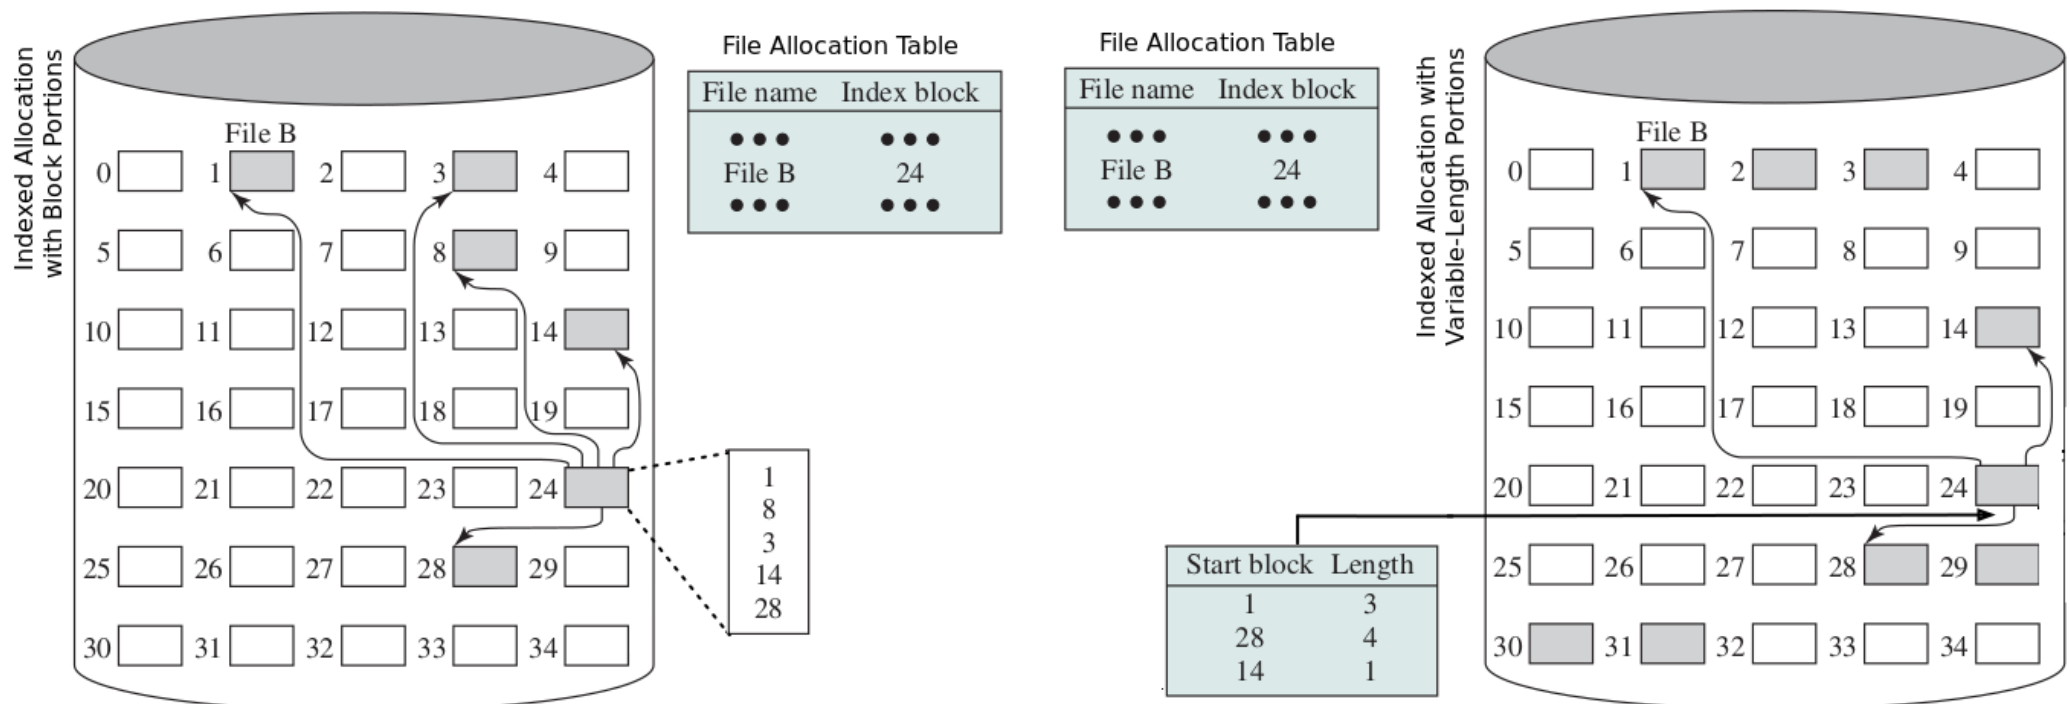 Indexed Allocation
with Block Portions
File B
0 1 2 3 4
5 6 7 8 9
10 11 12 13 14
15 16 17 18 19
20 21 22 23 24
25 26 27 28 29
30 31 32 33 34
1
8
3
14
28
File Allocation Table
File name Index block
••• •••
File B 24
••• •••
File Allocation Table
File name Index block
••• •••
File B 24
••• •••
Start block Length
1 3
28 4
14 1
Indexed Allocation with
Variable-Length Portions
File B
0 1 2 3 4
5 6 7 8 9
10 11 12 13 14
15 16 17 18 19
20 21 22 23 24
25 26 27 28 29
30 31 32 33 34